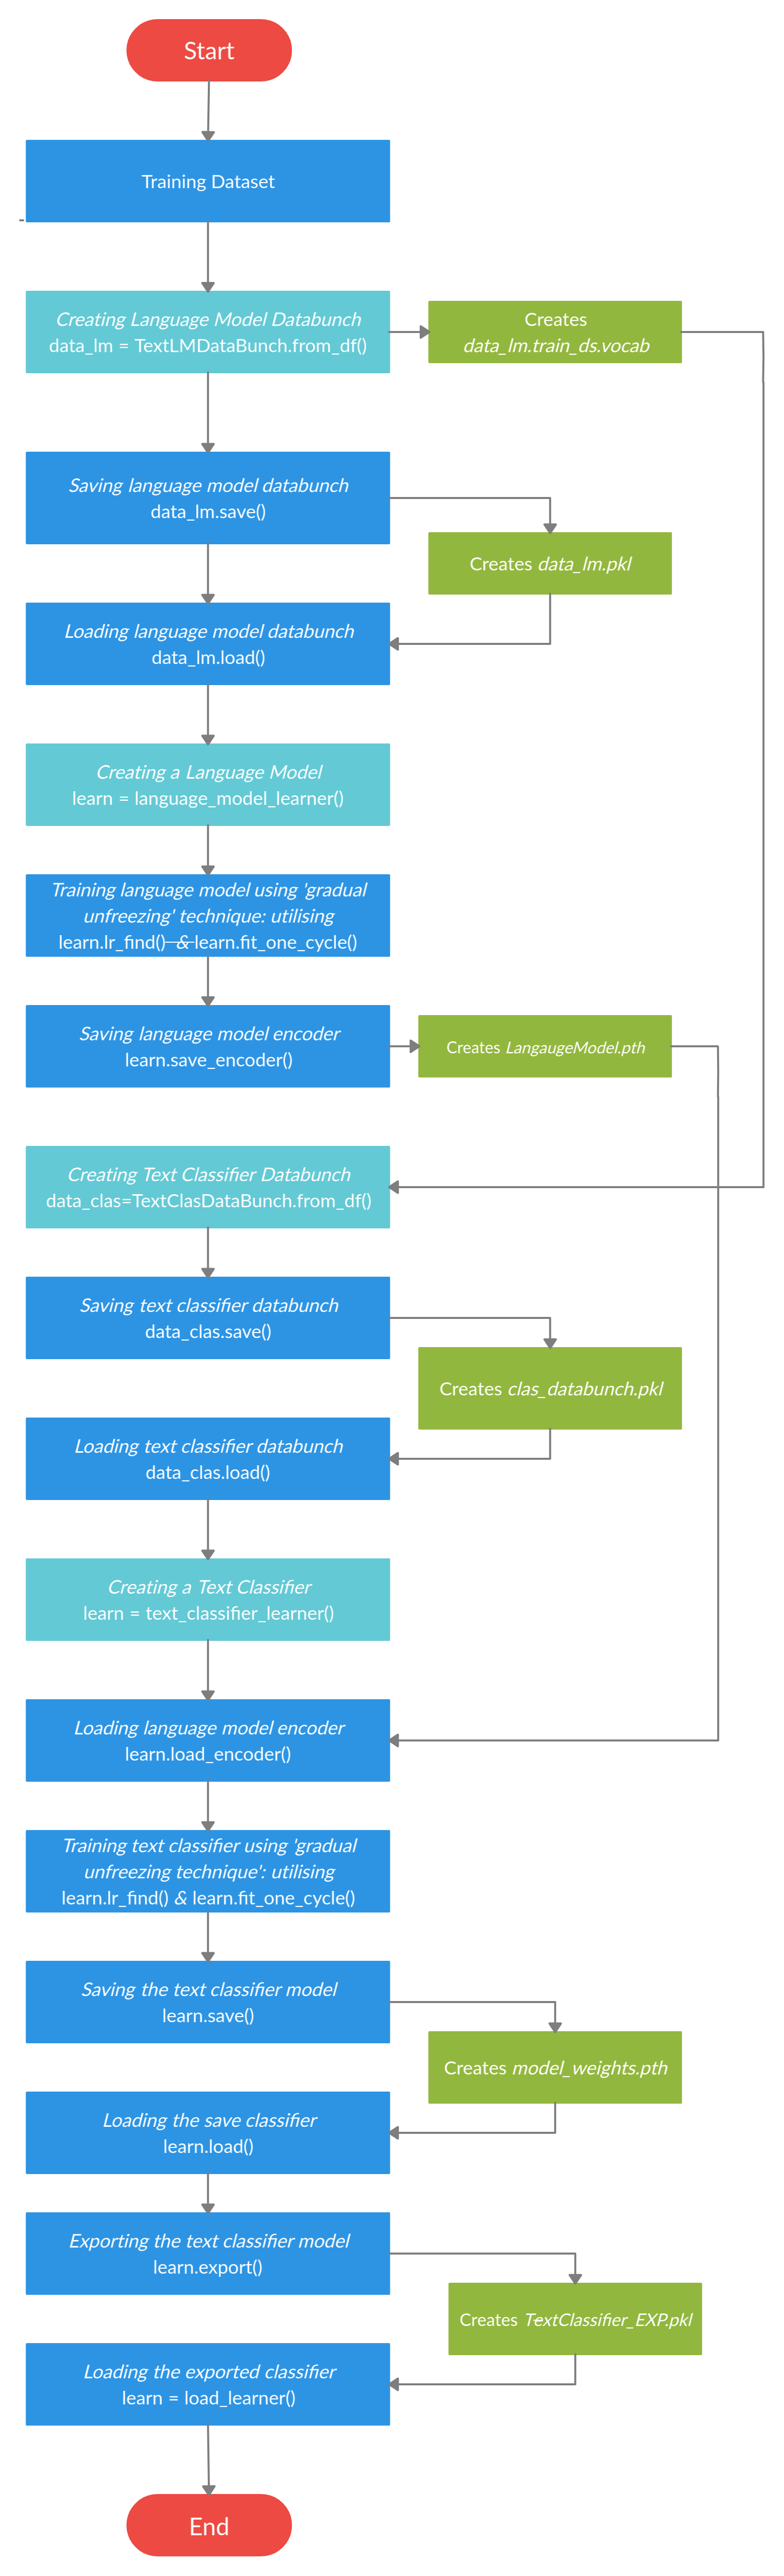 Start
Training Dataset
Creating Language Model Databunch
data_lm = TextLMDataBunch.from_df()
Creates
data_lm.train_ds.vocab
Saving language model databunch
data_lm.save()
Creates data_lm.pkl
Loading language model databunch
data_lm.load()
Creating a Language Model
learn = language_model_learner()
Training language model using 'gradual
unfreezing' technique: utilising
learn.lr_find() & learn.fit_one_cycle()
Saving language model encoder
learn.save_encoder()
Creates LangaugeModel.pth
Creating Text Classifier Databunch
data_clas=TextClasDataBunch.from_df()
Saving text classifier databunch
data_clas.save()
Creates clas_databunch.pkl
Loading text classifier databunch
data_clas.load()
Creating a Text Classifier
learn = text_classifier_learner()
Loading language model encoder
learn.load_encoder()
Training text classifier using 'gradual
unfreezing technique': utilising
learn.lr_find() & learn.fit_one_cycle()
Saving the text classifier model
learn.save()
Creates model_weights.pth
Loading the save classifier
learn.load()
Exporting the text classifier model
learn.export()
Creates TextClassifier_EXP.pkl
Loading the exported classifier
learn = load_learner()
End